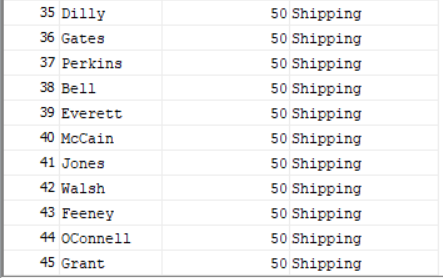 35 Dilly 50 Shipping
36 Gates 50 Shipping
37 Perkins 50 Shipping
38 Bell 50 Shipping
39 Everett 50 Shipping
40 McCain 50 Shipping
41 Jones 50 Shipping
42 Walsh 50 Shipping
43 Feeney 50 Shipping
44 OConnell 50 Shipping
45 Grant 50 Shipping